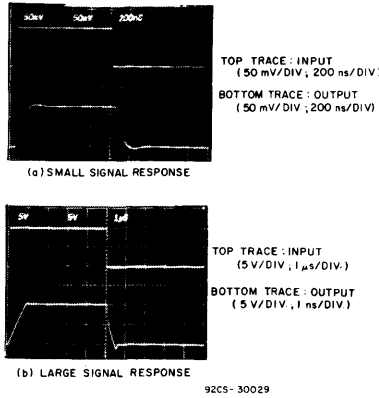 50mV 50mV 200nS
TOP TRACE : INPUT
(50 mV/DIV ; 200 ns/DIV)
BOTTOM TRACE : OUTPUT
(50 mV/DIV ; 200 ns/DIV)
(a) SMALL SIGNAL RESPONSE
5V 5V 1µS
TOP TRACE : INPUT
(5 V/DIV ; 1 µs/DIV.)
BOTTOM TRACE : OUTPUT
(5 V/DIV. ; 1 ns/DIV.)
(b) LARGE SIGNAL RESPONSE
92CS-30029